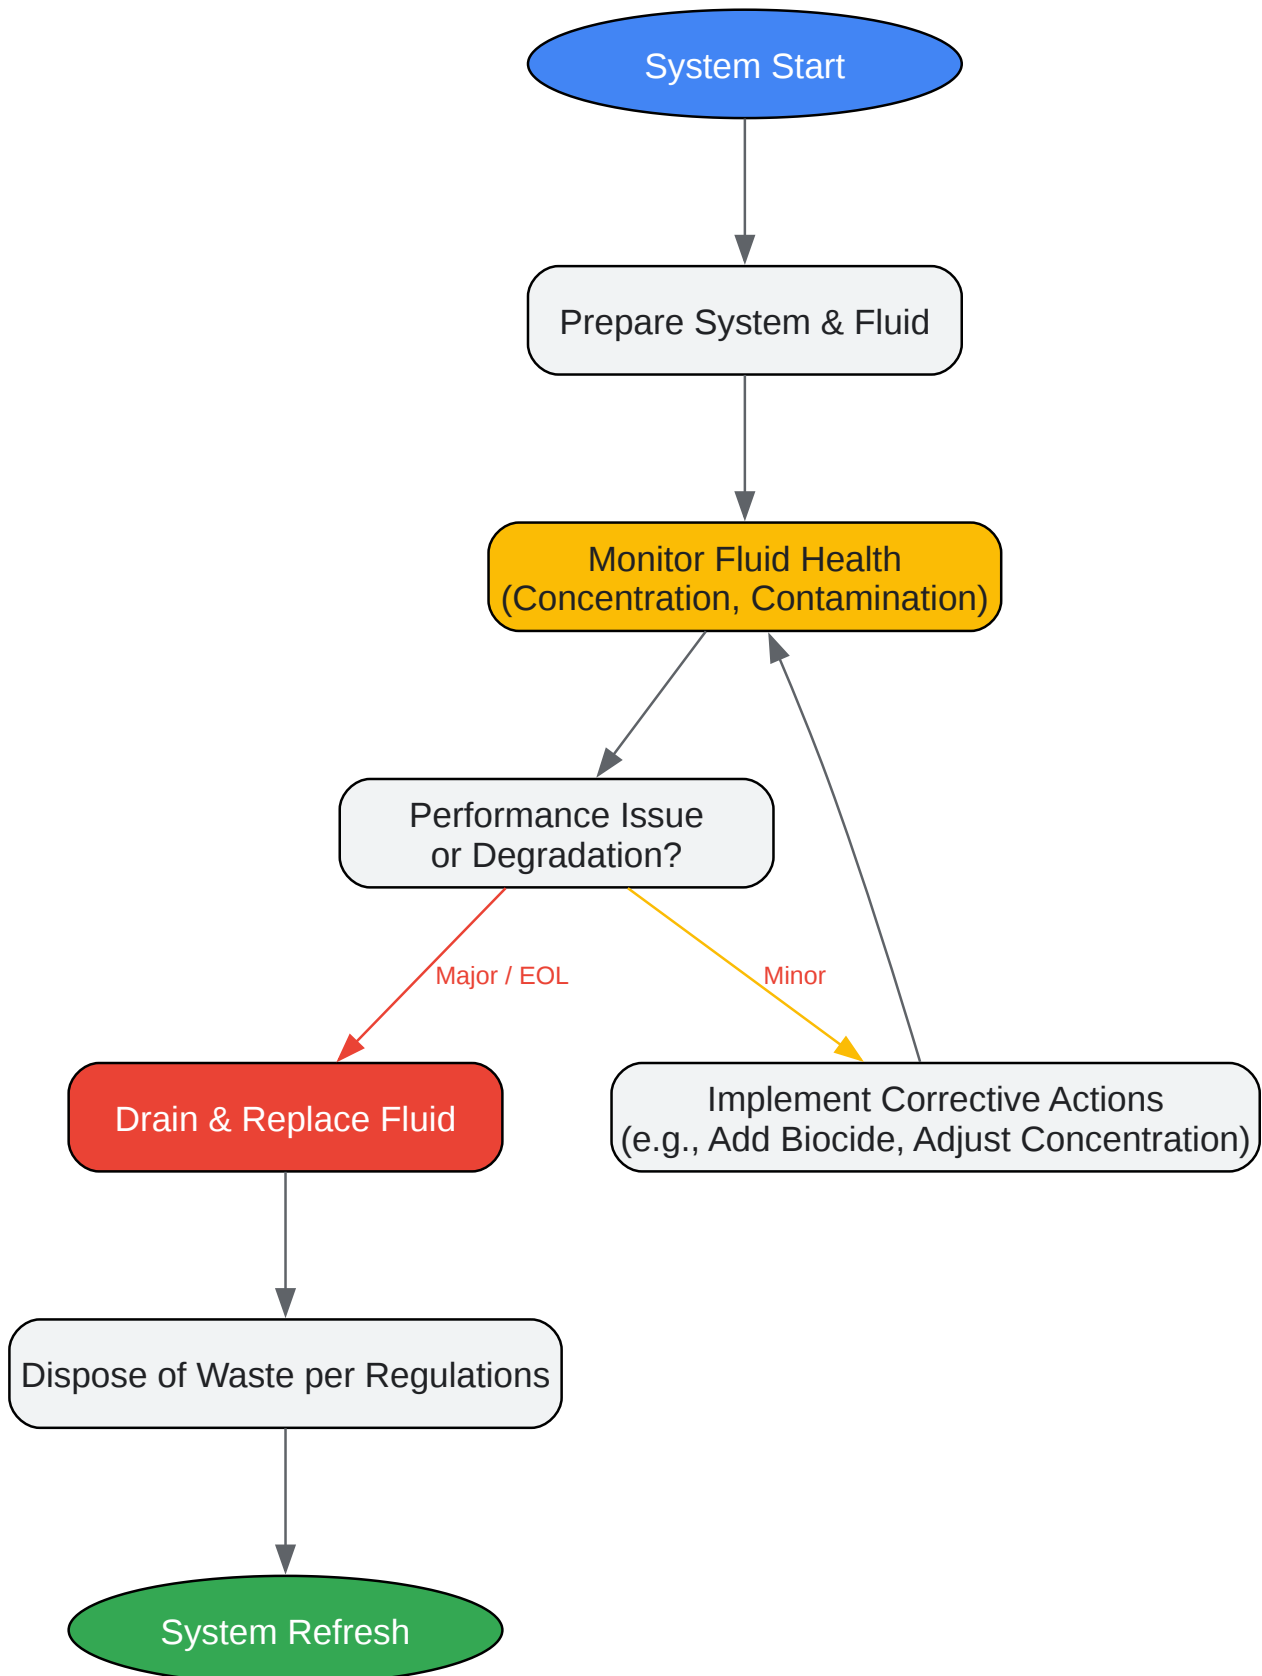 System Start
Prepare System & Fluid
Monitor Fluid Health
(Concentration, Contamination)
Performance Issue
or Degradation?
Major / EOL
Minor
Drain & Replace Fluid
Implement Corrective Actions
(e.g., Add Biocide, Adjust Concentration)
Dispose of Waste per Regulations
System Refresh